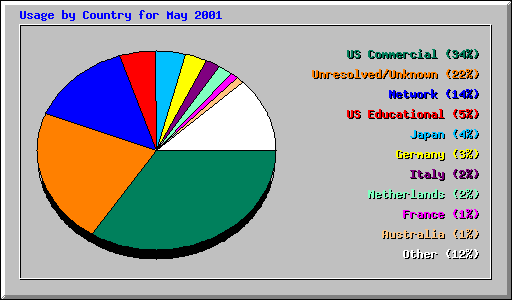 Usage by Country for May 2001
US Commercial (34%)
Unresolved/Unknown (22%)
Network (14%)
US Educational (5%)
Japan (4%)
Germany (3%)
Italy (2%)
Netherlands (2%)
France (1%)
Australia (1%)
Other (12%)